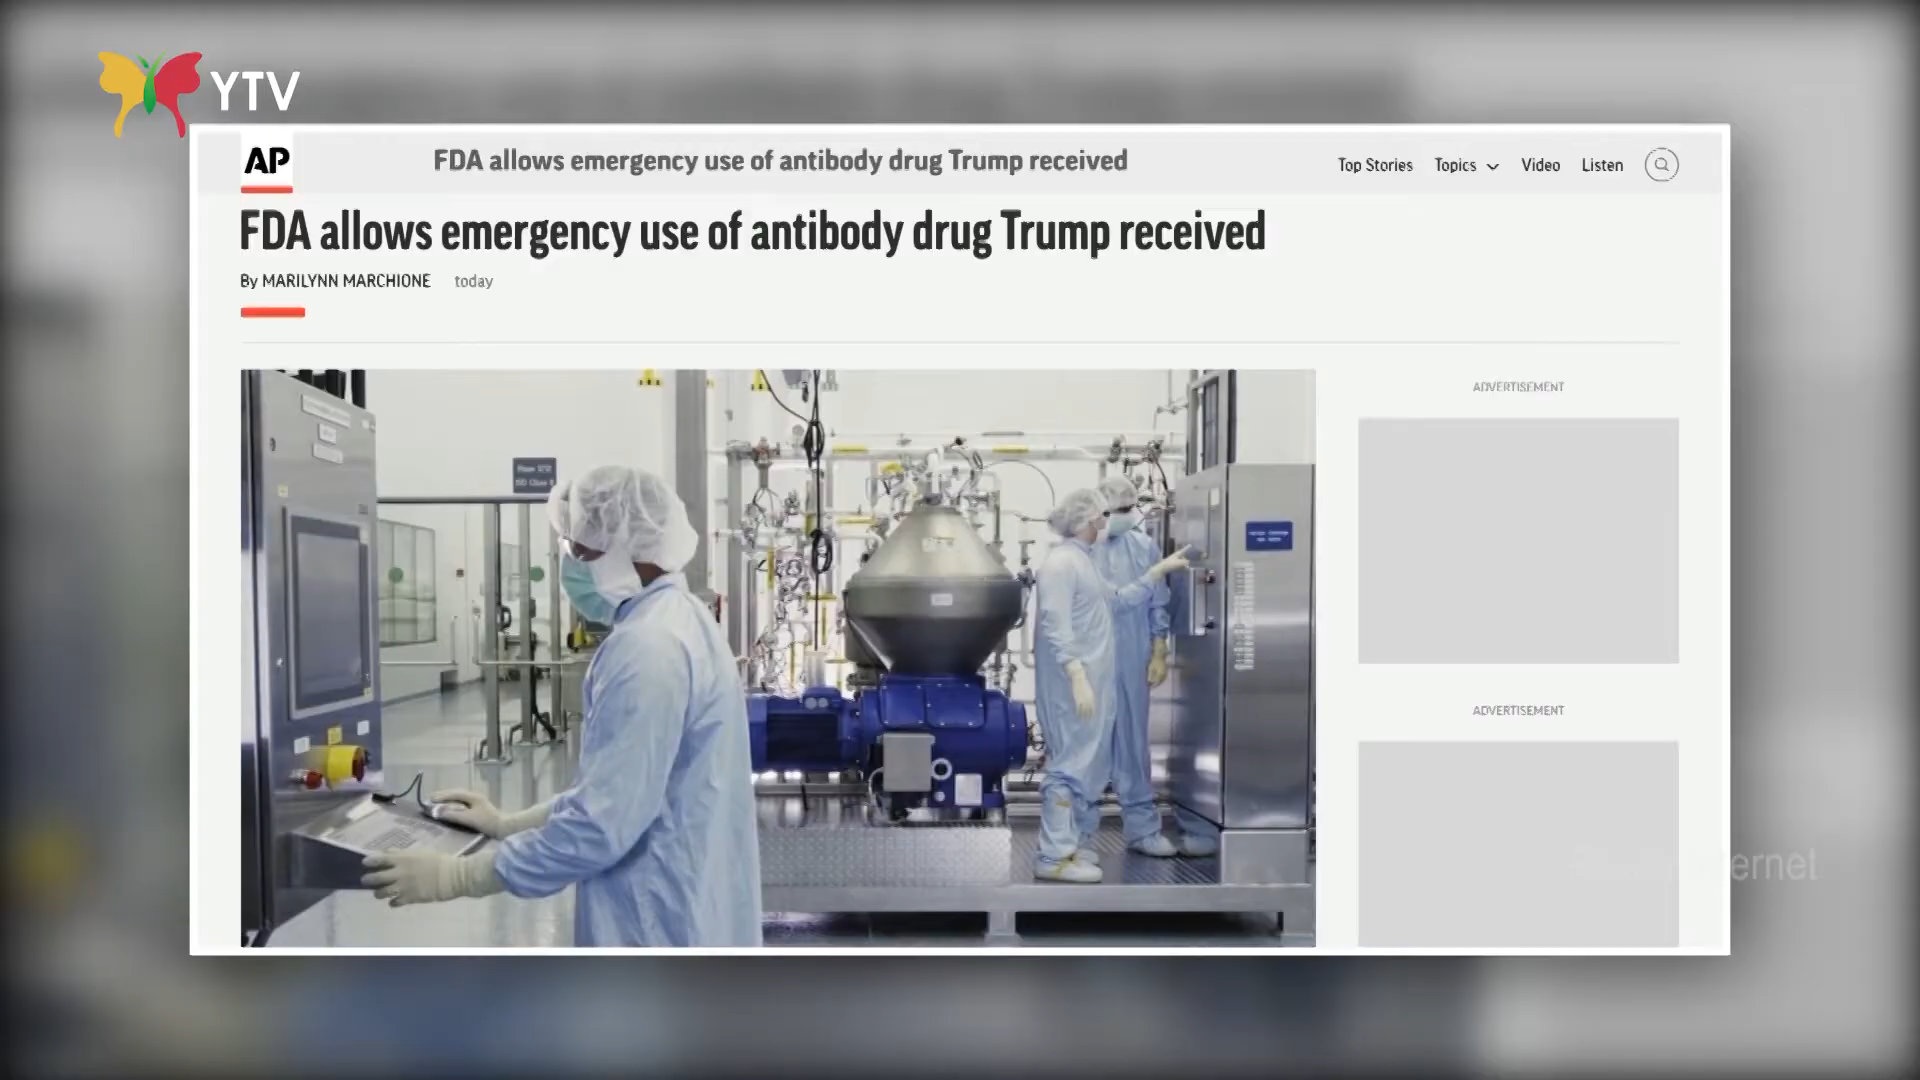 YTV
AP
FDA allows emergency use of antibody drug Trump received
Top Stories Topics Video Listen
FDA allows emergency use of antibody drug Trump received
By MARILYNN MARCHIONE today
ADVERTISEMENT
ADVERTISEMENT